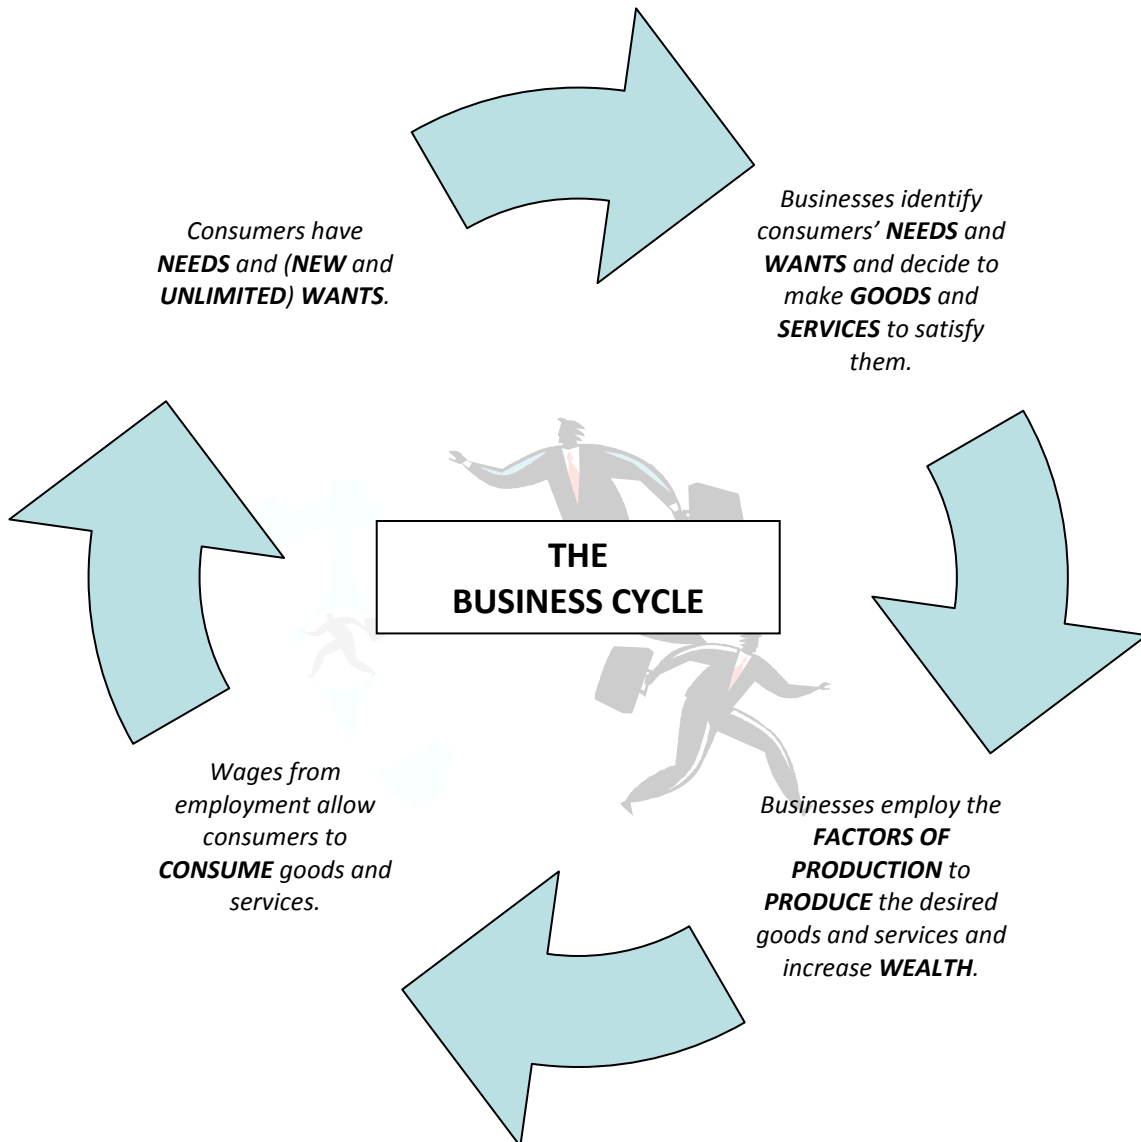 Consumers have
NEEDS and (NEW and
UNLIMITED) WANTS.
Businesses identify
consumers’ NEEDS and
WANTS and decide to
make GOODS and
SERVICES to satisfy
them.
THE
BUSINESS CYCLE
Wages from
employment allow
consumers to
CONSUME goods and
services.
Businesses employ the
FACTORS OF
PRODUCTION to
PRODUCE the desired
goods and services and
increase WEALTH.